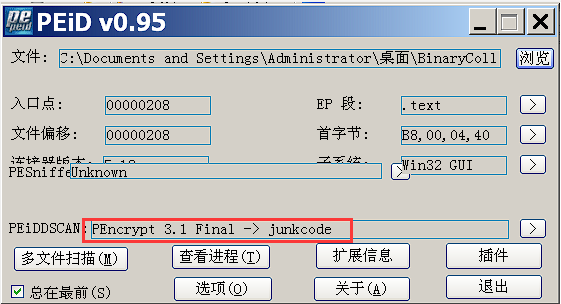 PEiD v0.95
文件: C:\Documents and Settings\Administrator\桌面\BinaryColl 浏览
入口点: 00000208 EP 段: .text >
文件偏移: 00000208 首字节: B8,00,04,40 >
连接器版本: 5.12 子系统: Win32 GUI >
PESniffe Unknown >
PEiDDSCAN: PEncrypt 3.1 Final -> junkcode >
多文件扫描(M) 查看进程(T) 扩展信息 插件
总在最前(S) 选项(O) 关于(A) 退出